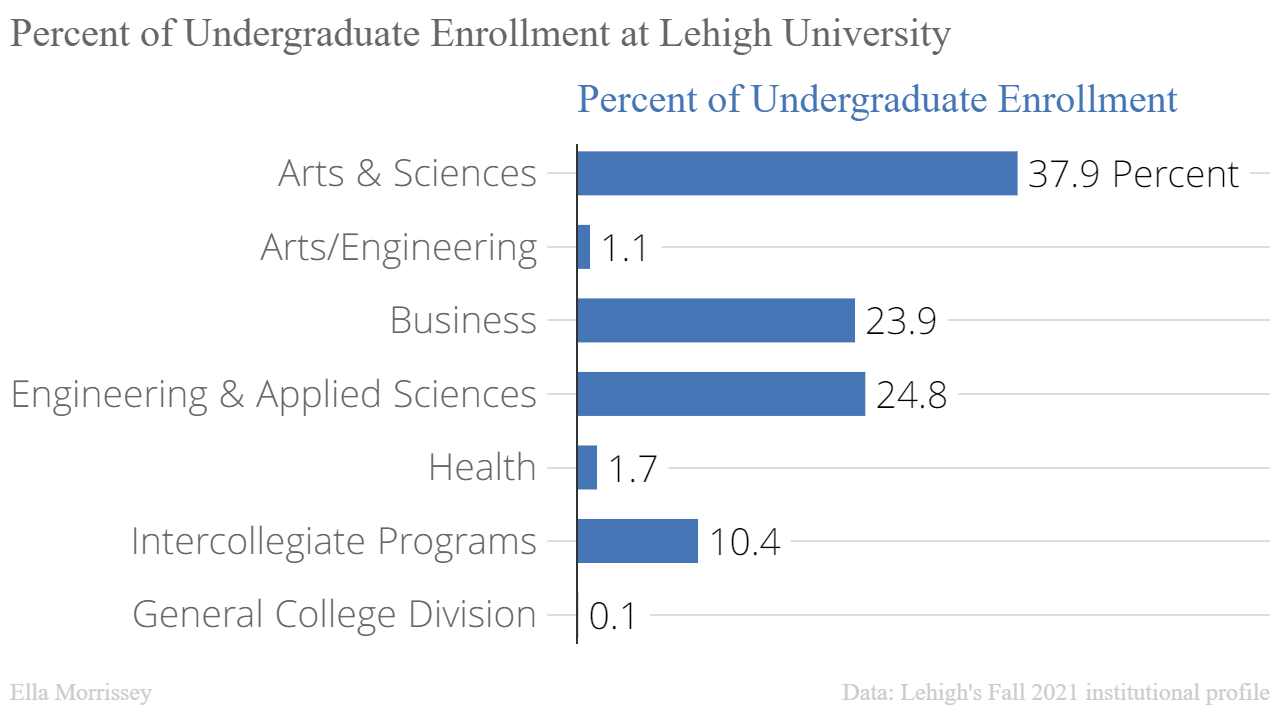 Percent of Undergraduate Enrollment at Lehigh University
Percent of Undergraduate Enrollment
Arts & Sciences 37.9 Percent
Arts/Engineering 1.1
Business 23.9
Engineering & Applied Sciences 24.8
Health 1.7
Intercollegiate Programs 10.4
General College Division 0.1
Ella Morrissey Data: Lehigh's Fall 2021 institutional profile